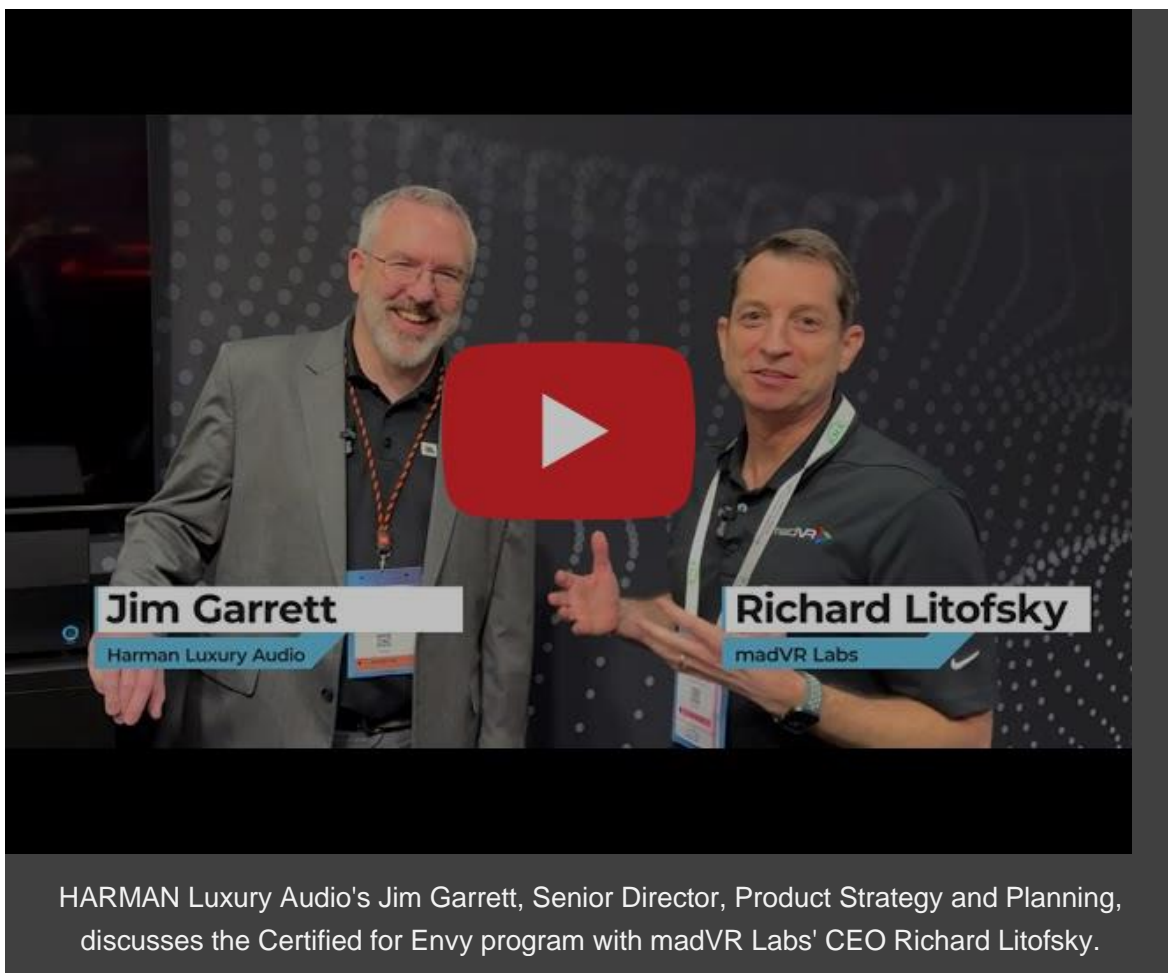 madVR
Jim Garrett
Harman Luxury Audio
Richard Litofsky
madVR Labs
HARMAN Luxury Audio's Jim Garrett, Senior Director, Product Strategy and Planning,
discusses the Certified for Envy program with madVR Labs' CEO Richard Litofsky.